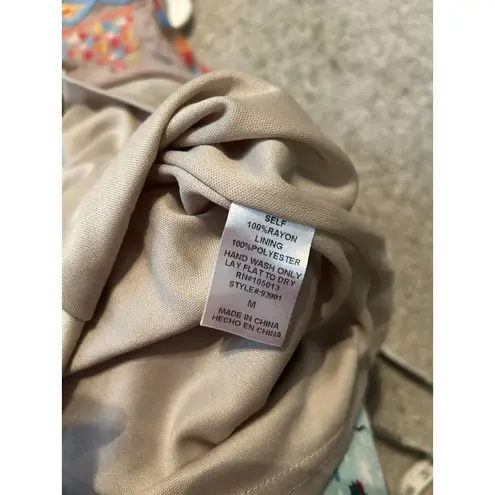 SELF
100%RAYON
LINING
100%POLYESTER
HAND WASH ONLY
LAY FLAT TO DRY
RN#105013
STYLE#:93991
M
MADE IN CHINA
HECHO EN CHINA